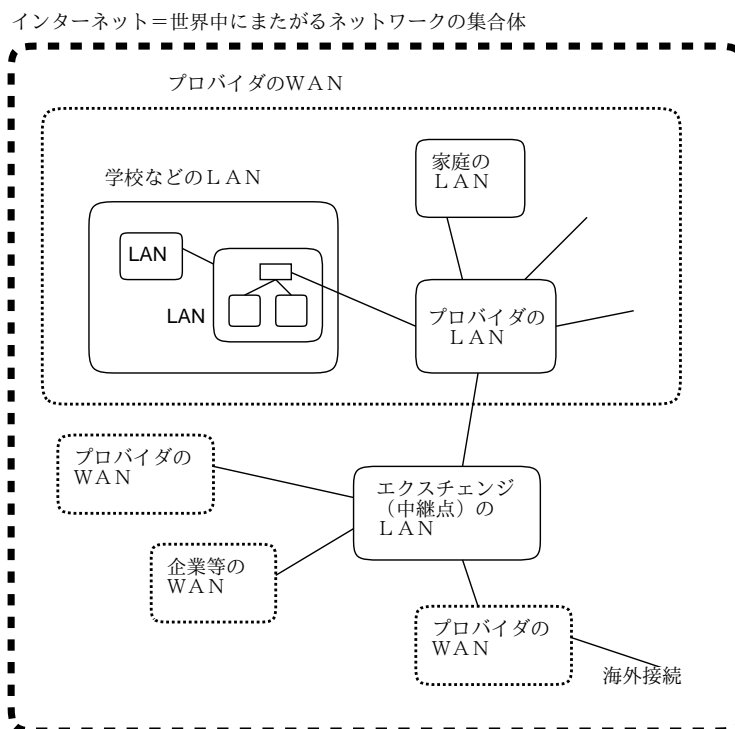 インターネット＝世界中にまたがるネットワークの集合体
プロバイダのＷＡＮ
学校などのＬＡＮ
家庭の
ＬＡＮ
LAN
LAN
プロバイダの
ＬＡＮ
プロバイダの
ＷＡＮ
エクスチェンジ
（中継点）の
ＬＡＮ
企業等の
ＷＡＮ
プロバイダの
ＷＡＮ
海外接続